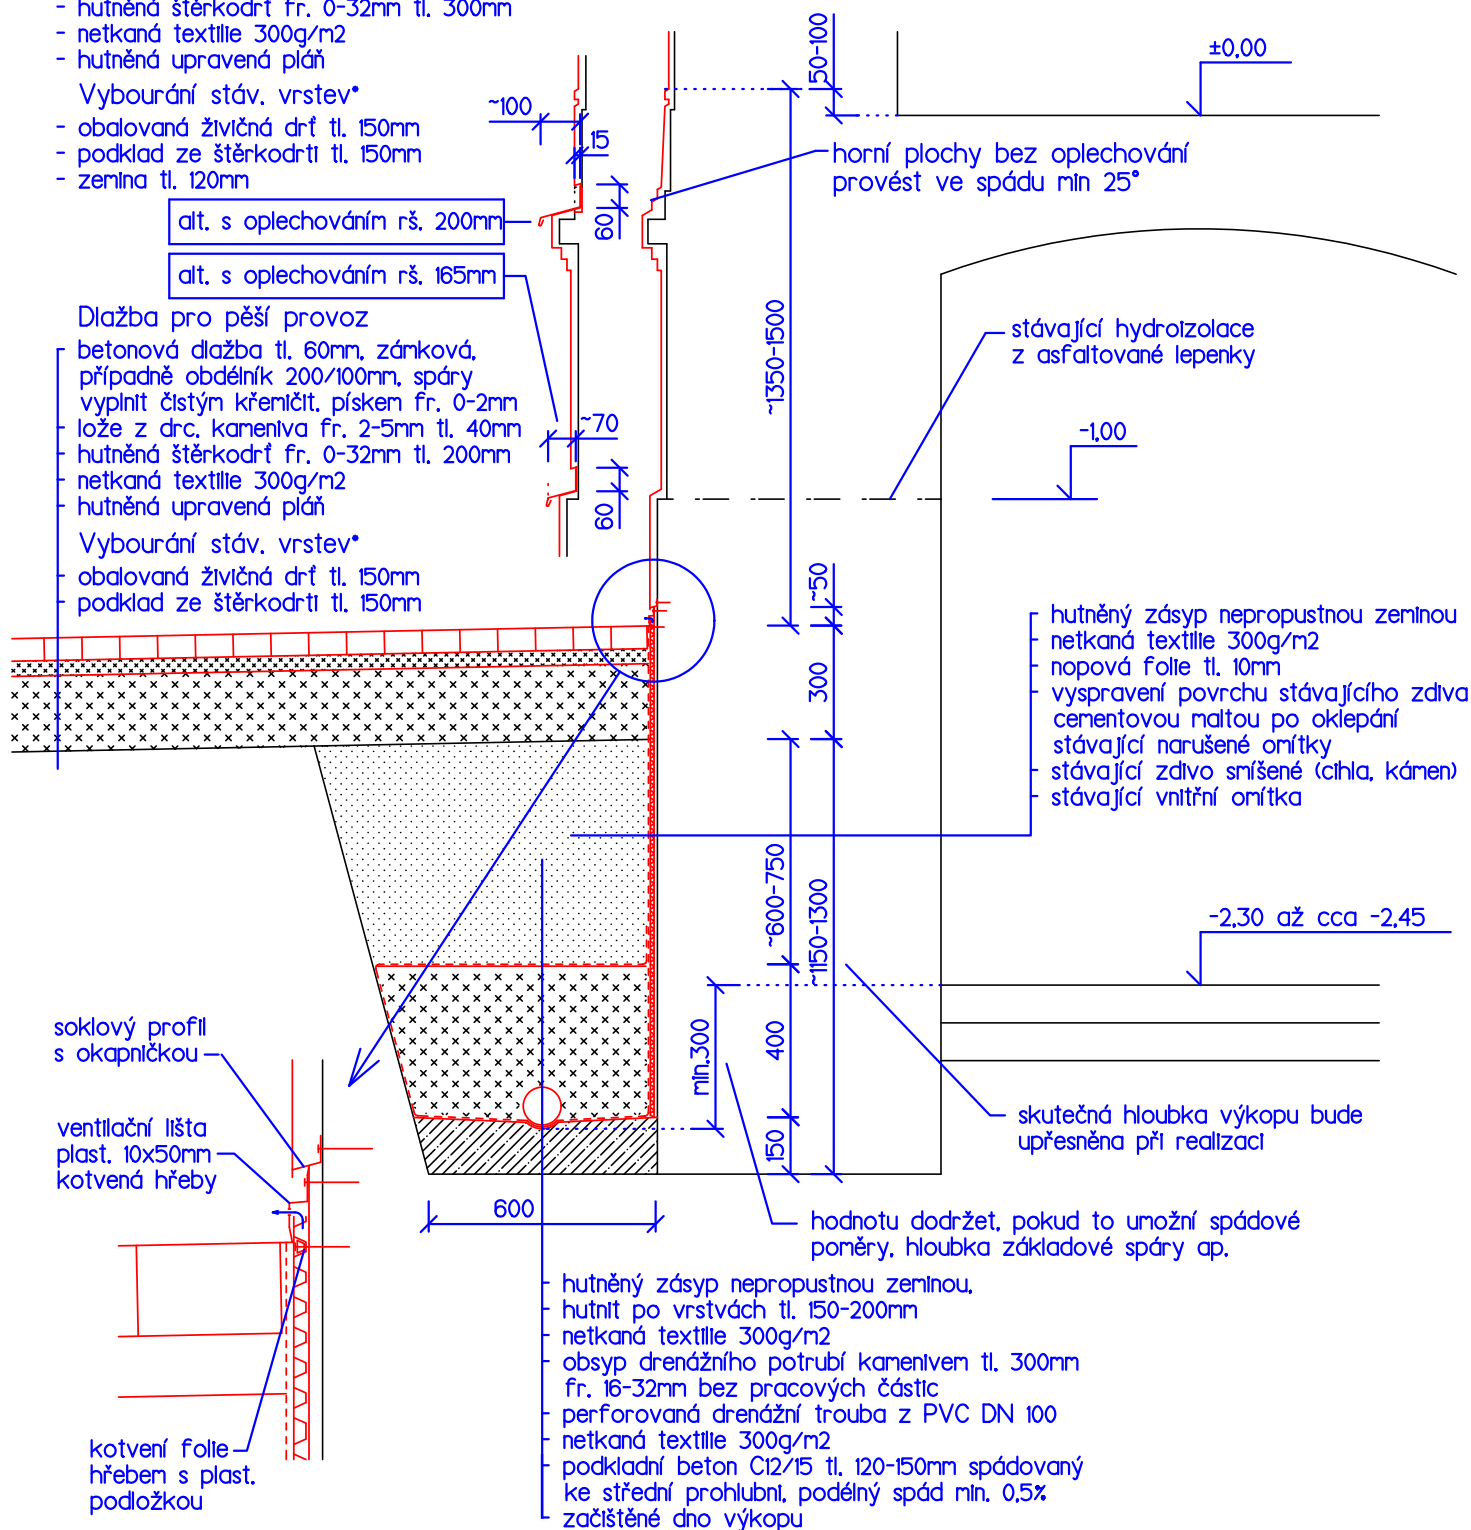 - hutněná štěrkodrť fr. 0-32mm tl. 300mm
- netkaná textilie 300g/m2
- hutněná upravená pláň
Vybourání stáv. vrstev*
- obalovaná živičná drť tl. 150mm
- podklad ze štěrkodrti tl. 150mm
- zemina tl. 120mm
alt. s oplechováním rš. 200mm
alt. s oplechováním rš. 165mm
Dlažba pro pěší provoz
- betonová dlažba tl. 60mm, zámková,
případně obdélník 200/100mm, spáry
vyplnit čistým křemičit. pískem fr. 0-2mm
- lože z drc. kameniva fr. 2-5mm tl. 40mm
- hutněná štěrkodrť fr. 0-32mm tl. 200mm
- netkaná textilie 300g/m2
- hutněná upravená pláň
Vybourání stáv. vrstev*
- obalovaná živičná drť tl. 150mm
- podklad ze štěrkodrti tl. 150mm
~100
15
60
~70
60
50-100
±0,00
horní plochy bez oplechování
provést ve spádu min 25°
~1350-1500
stávající hydroizolace
z asfaltované lepenky
-1,00
~50
300
- hutněný zásyp nepropustnou zeminou
- netkaná textilie 300g/m2
- nopová folie tl. 10mm
- vyspravení povrchu stávajícího zdiva
cementovou maltou po oklepání
stávající narušené omítky
- stávající zdivo smíšené (cihla, kámen)
- stávající vnitřní omítka
~600-750
~1150-1300
-2,30 až cca -2,45
min.300
400
150
600
soklový profil
s okapničkou
ventilační lišta
plast. 10x50mm
kotvená hřeby
kotvení folie
hřebem s plast.
podložkou
skutečná hloubka výkopu bude
upřesněna při realizaci
hodnotu dodržet, pokud to umožní spádové
poměry, hloubka základové spáry ap.
- hutněný zásyp nepropustnou zeminou,
- hutnit po vrstvách tl. 150-200mm
- netkaná textilie 300g/m2
- obsyp drenážního potrubí kamenivem tl. 300mm
fr. 16-32mm bez pracových částic
- perforovaná drenážní trouba z PVC DN 100
- netkaná textilie 300g/m2
- podkladní beton C12/15 tl. 120-150mm spádovaný
ke střední prohlubni, podélný spád min. 0,5%
- začištěné dno výkopu